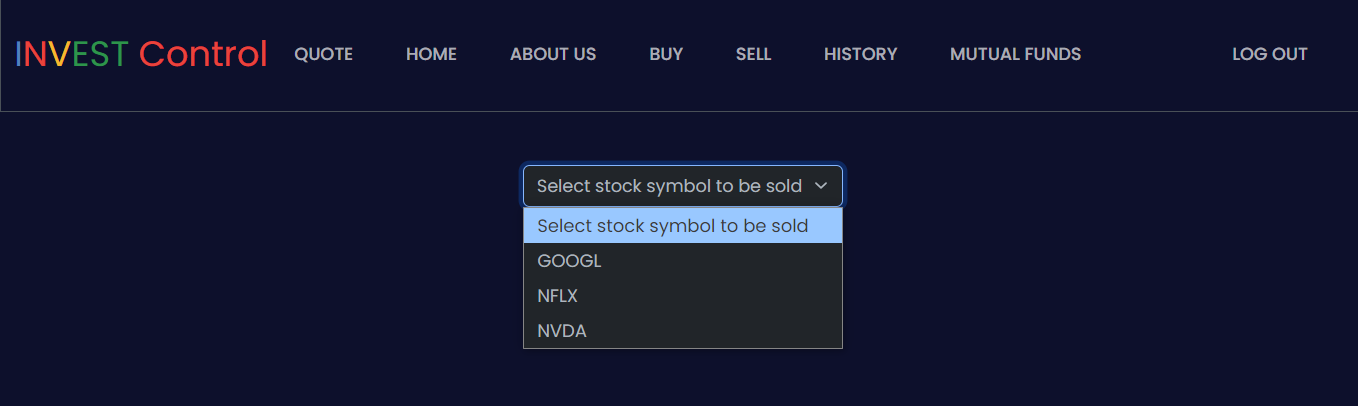 INVEST Control QUOTE HOME ABOUT US BUY SELL HISTORY MUTUAL FUNDS LOG OUT
Select stock symbol to be sold
Select stock symbol to be sold
GOOGL
NFLX
NVDA